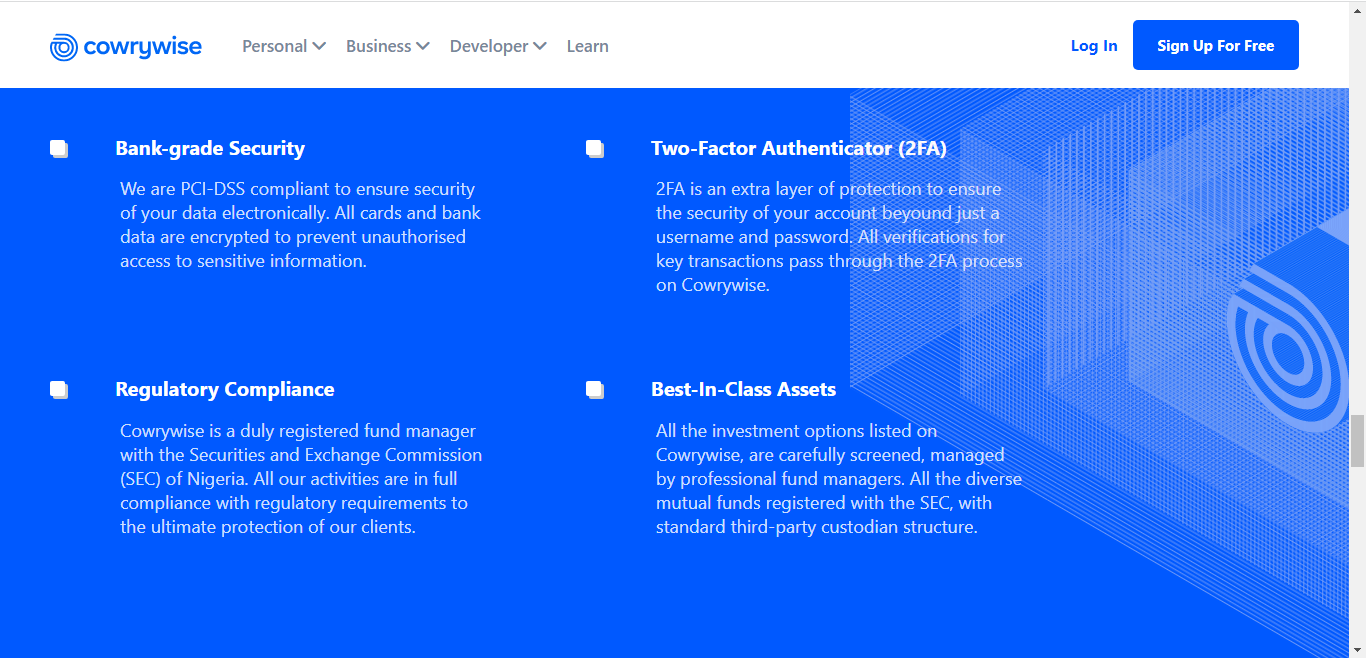 cowrywise
Personal
Business
Developer
Learn
Log In
Sign Up For Free
Bank-grade Security
We are PCI-DSS compliant to ensure security
of your data electronically. All cards and bank
data are encrypted to prevent unauthorised
access to sensitive information.
Two-Factor Authenticator (2FA)
2FA is an extra layer of protection to ensure
the security of your account beyound just a
username and password. All verifications for
key transactions pass through the 2FA process
on Cowrywise.
Regulatory Compliance
Cowrywise is a duly registered fund manager
with the Securities and Exchange Commission
(SEC) of Nigeria. All our activities are in full
compliance with regulatory requirements to
the ultimate protection of our clients.
Best-In-Class Assets
All the investment options listed on
Cowrywise, are carefully screened, managed
by professional fund managers. All the diverse
mutual funds registered with the SEC, with
standard third-party custodian structure.